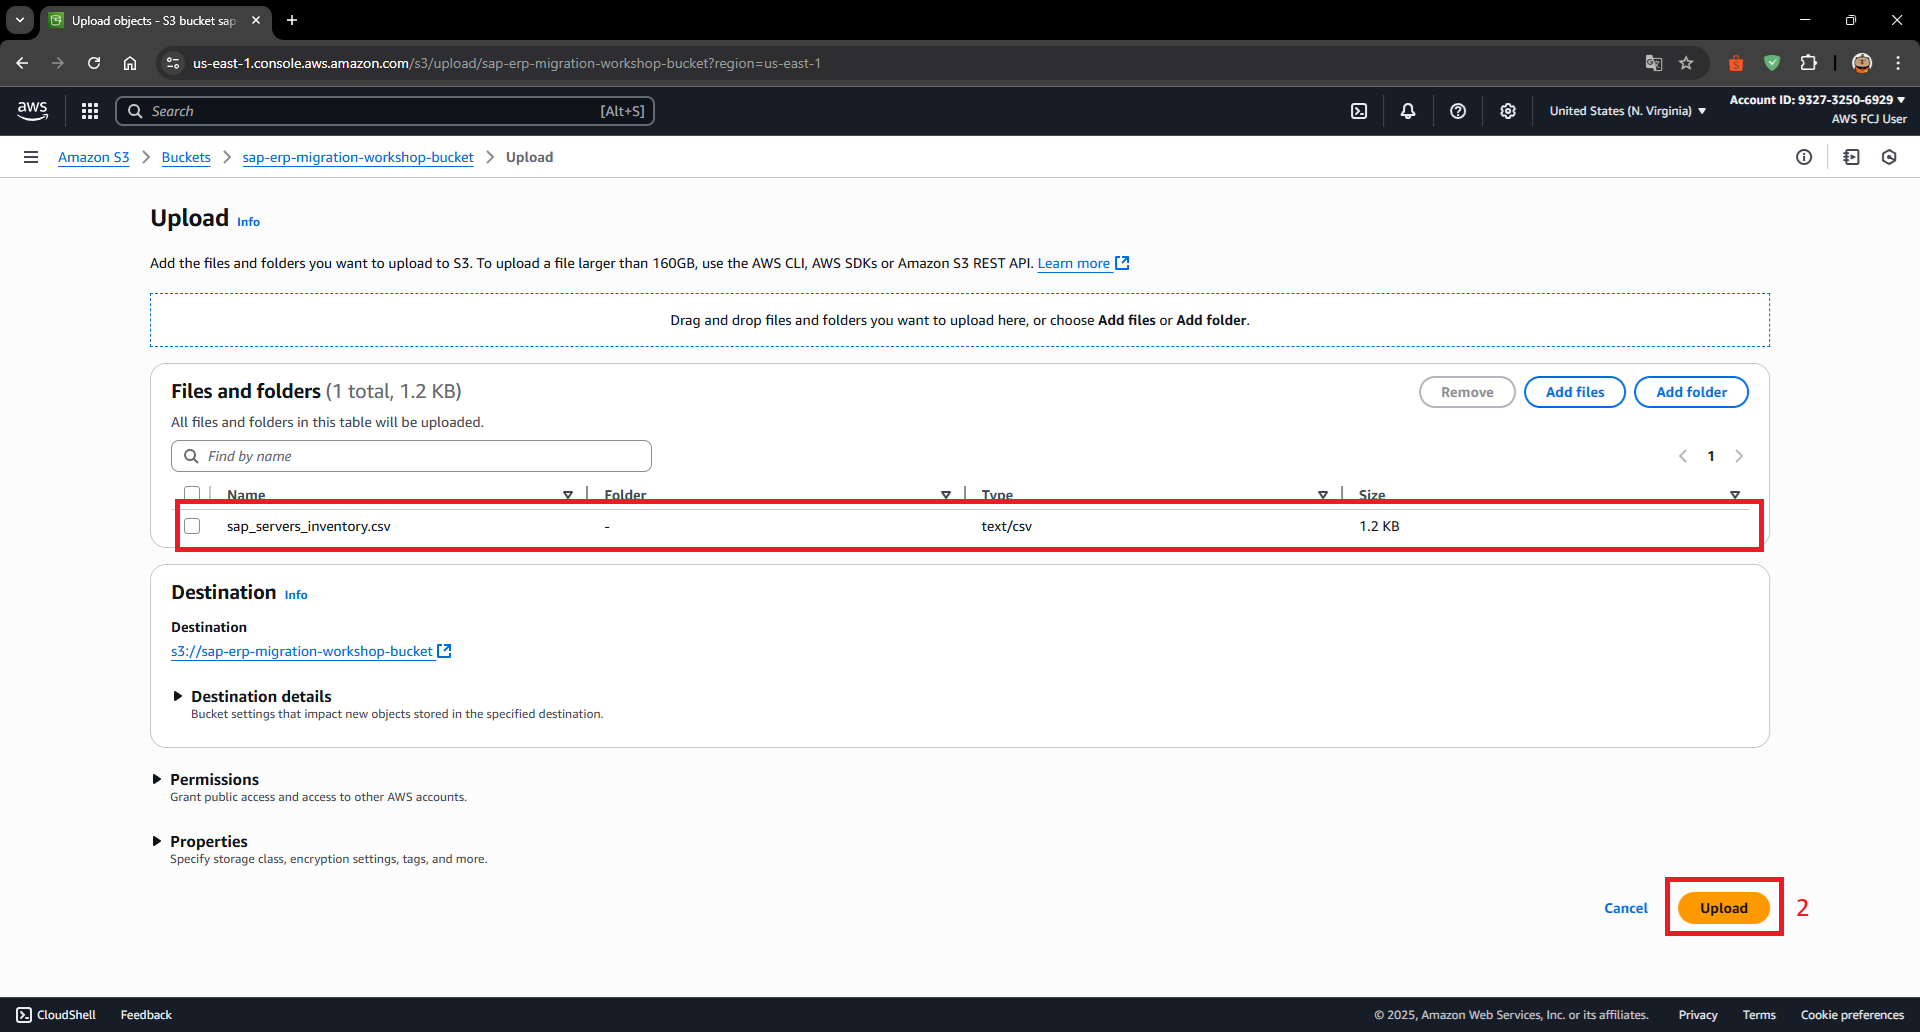 Upload objects - S3 bucket sap-
us-east-1.console.aws.amazon.com/s3/upload/sap-erp-migration-workshop-bucket?region=us-east-1
aws
Search [Alt+S]
United States (N. Virginia)
Account ID: 9327-3250-6929
AWS FCJ User
Amazon S3 > Buckets > sap-erp-migration-workshop-bucket > Upload
Upload Info
Add the files and folders you want to upload to S3. To upload a file larger than 160GB, use the AWS CLI, AWS SDKs or Amazon S3 REST API. Learn more
Drag and drop files and folders you want to upload here, or choose Add files or Add folder.
Files and folders (1 total, 1.2 KB)
Remove Add files Add folder
All files and folders in this table will be uploaded.
Find by name
1
Name Folder Type Size
sap_servers_inventory.csv - text/csv 1.2 KB
Destination Info
Destination
s3://sap-erp-migration-workshop-bucket
Destination details
Bucket settings that impact new objects stored in the specified destination.
Permissions
Grant public access and access to other AWS accounts.
Properties
Specify storage class, encryption settings, tags, and more.
Cancel Upload 2
CloudShell Feedback © 2025, Amazon Web Services, Inc. or its affiliates. Privacy Terms Cookie preferences